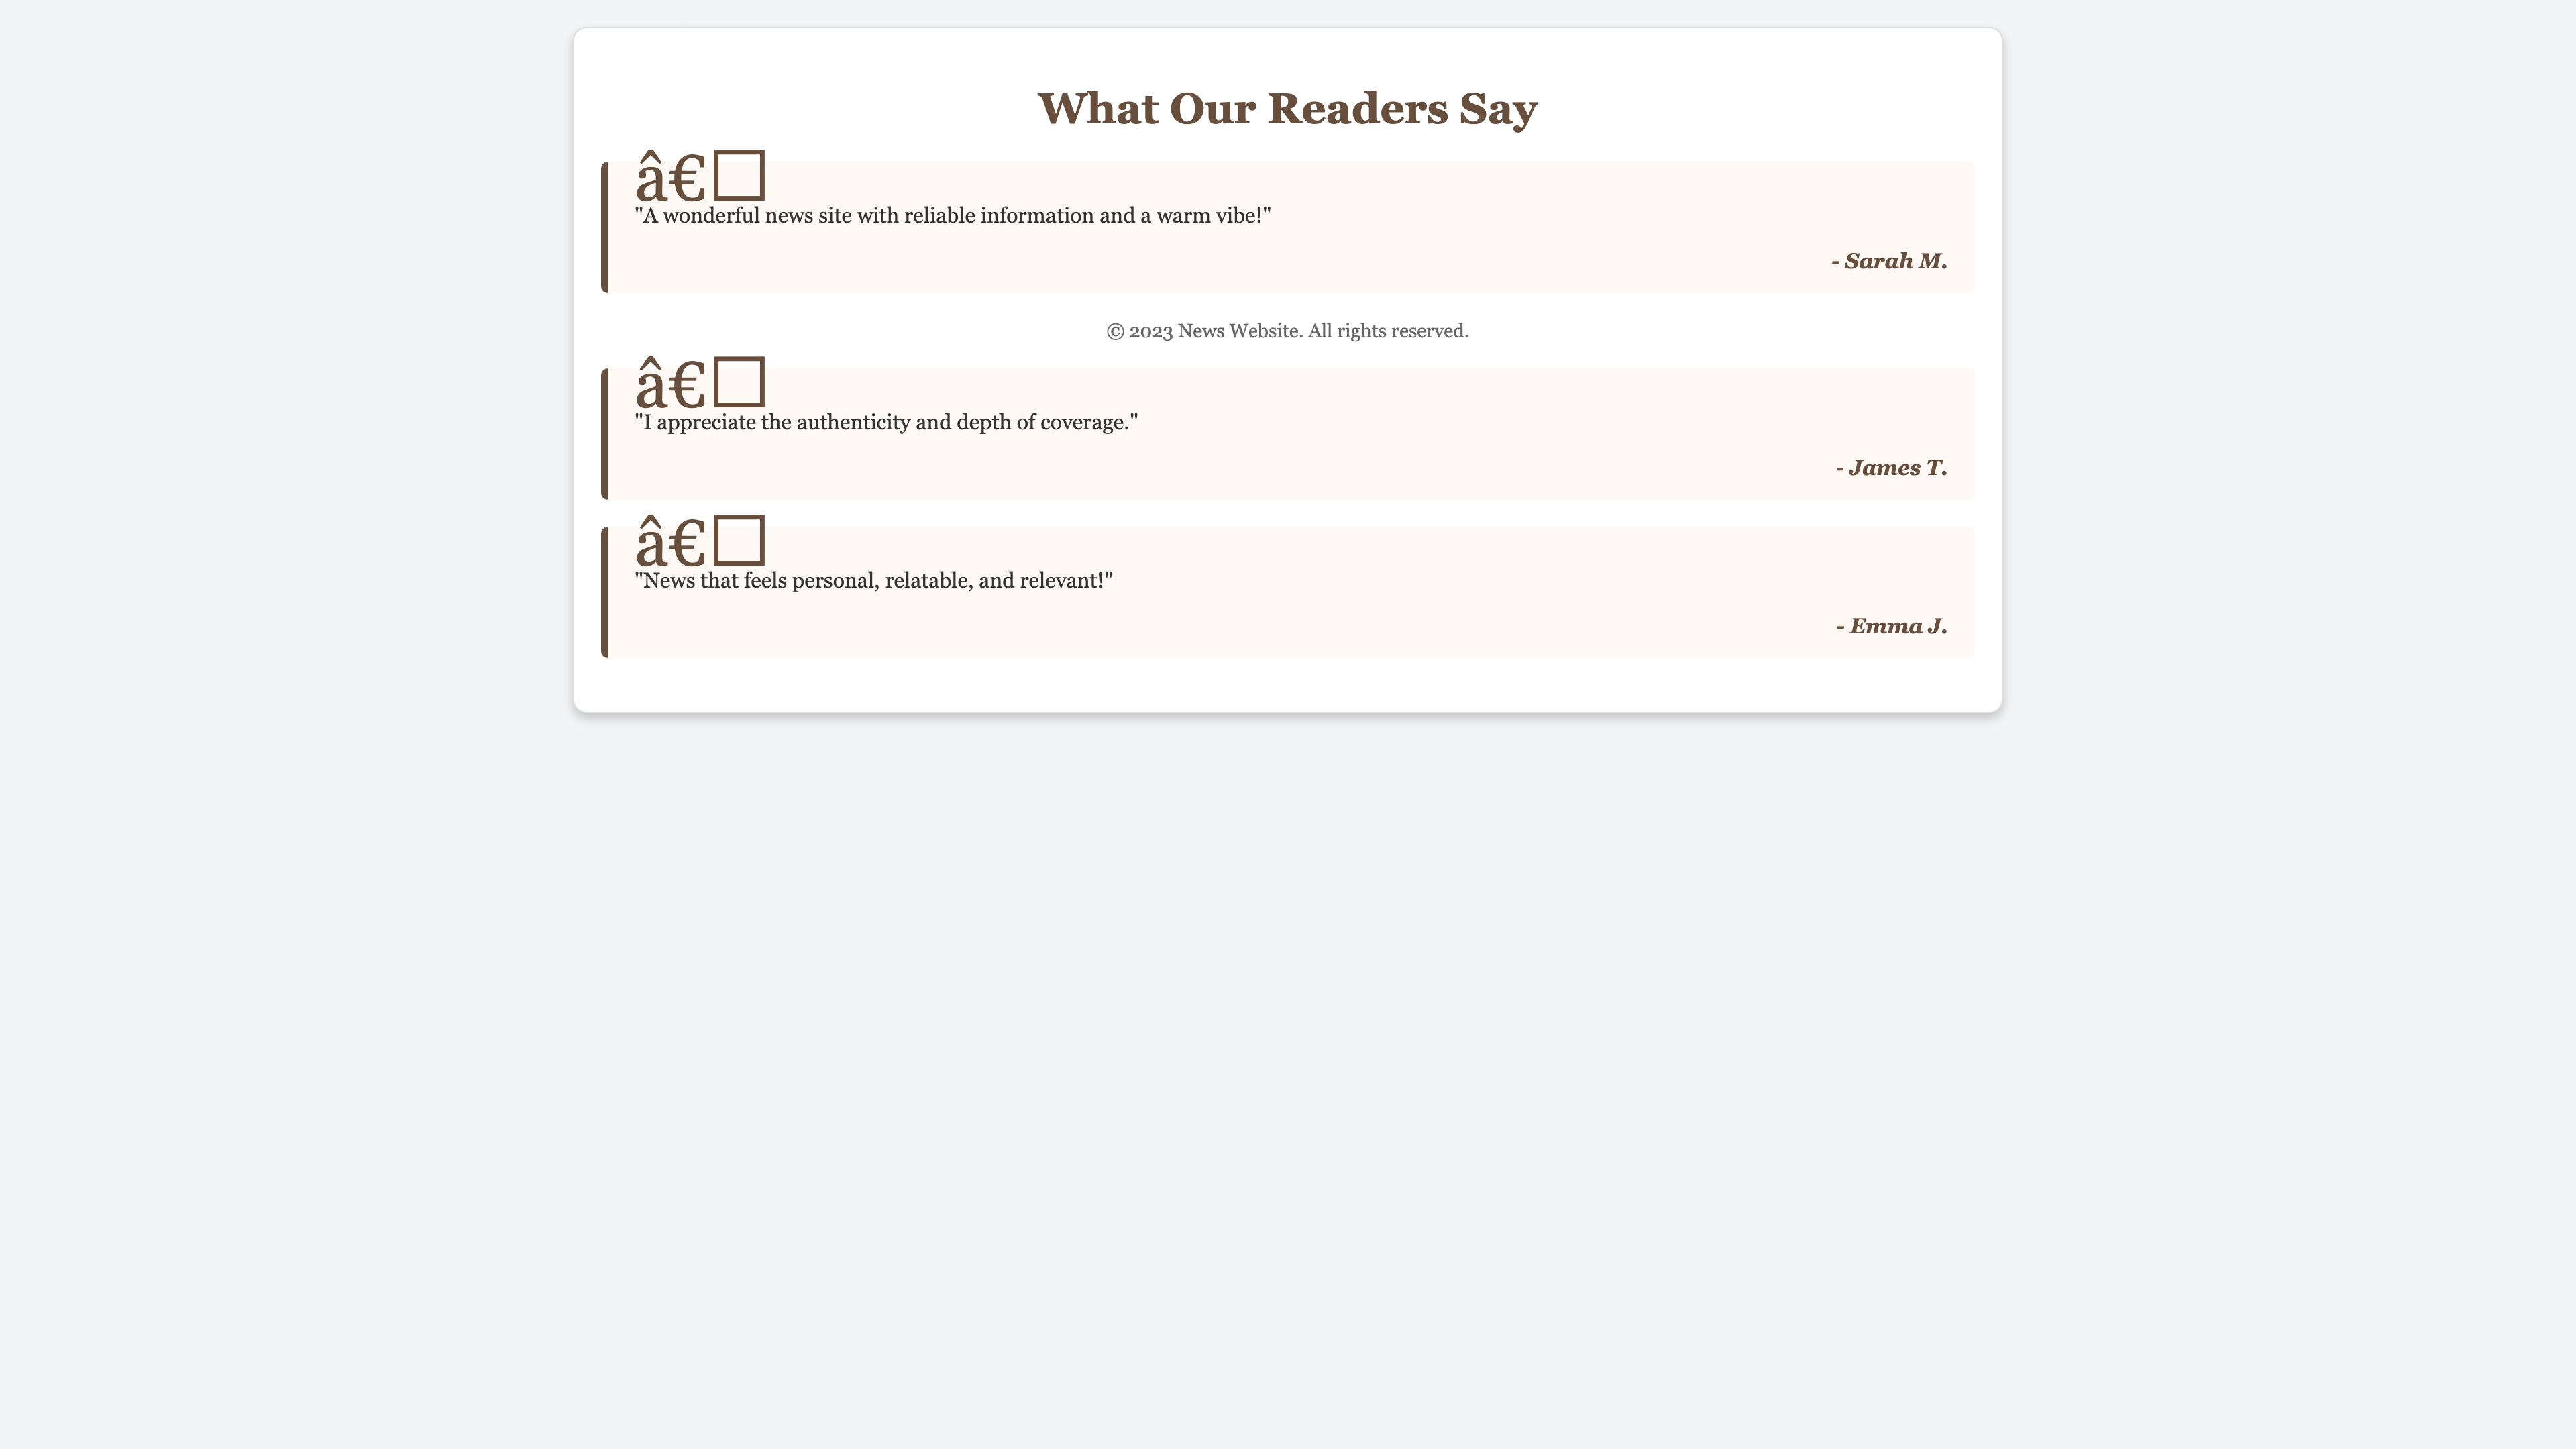 What Our Readers Say
â€□
"A wonderful news site with reliable information and a warm vibe!"
- Sarah M.
© 2023 News Website. All rights reserved.
â€□
"I appreciate the authenticity and depth of coverage."
- James T.
â€□
"News that feels personal, relatable, and relevant!"
- Emma J.